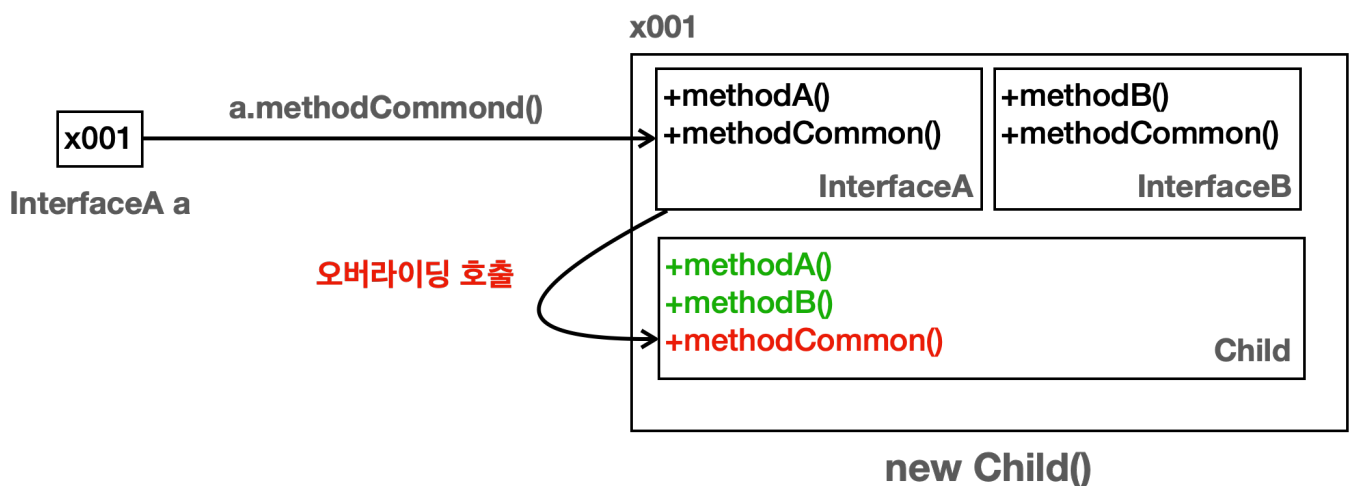 x001
a.methodCommond()
x001
InterfaceA a
+methodA()
+methodCommon()
InterfaceA
+methodB()
+methodCommon()
InterfaceB
오버라이딩 호출
+methodA()
+methodB()
+methodCommon()
Child
new Child()